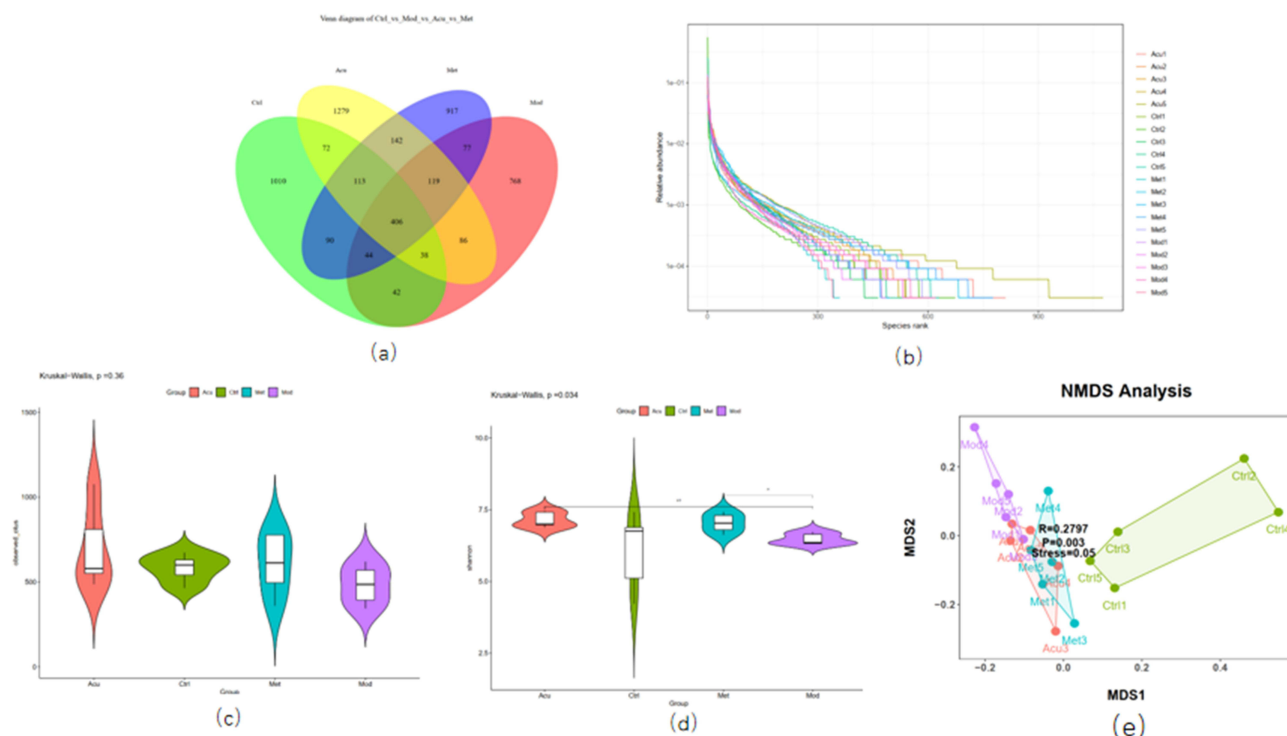 Venn diagram of Ctrl_vs_Mod_vs_Acu_vs_Met
Acu
Met
Ctrl
Mod
1279
917
72
142
77
1010
113
119
768
406
90
86
44
38
42
(a)
Relative abundance
1e-01
1e-02
1e-03
1e-04
0
300
600
900
Species rank
Acu1
Acu2
Acu3
Acu4
Acu5
Ctrl1
Ctrl2
Ctrl3
Ctrl4
Ctrl5
Met1
Met2
Met3
Met4
Met5
Mod1
Mod2
Mod3
Mod4
Mod5
(b)
Kruskal-Wallis, p =0.36
Group Acu Ctrl Met Mod
observed_otus
1500
1000
500
0
Acu Ctrl Met Mod
Group
(c)
Kruskal-Wallis, p =0.034
Group Acu Ctrl Met Mod
shannon
10.0
7.5
5.0
2.5
**
*
Acu Ctrl Met Mod
Group
(d)
NMDS Analysis
MDS2
0.2
0.0
-0.2
Mod4
Mod5
Mod2
Met4
R=0.2797
P=0.003
Stress=0.05
Met5
Met2
Met1
Met3
Acu3
Ctrl2
Ctrl4
Ctrl3
Ctrl5
Ctrl1
-0.2
0.0
0.2
0.4
MDS1
(e)